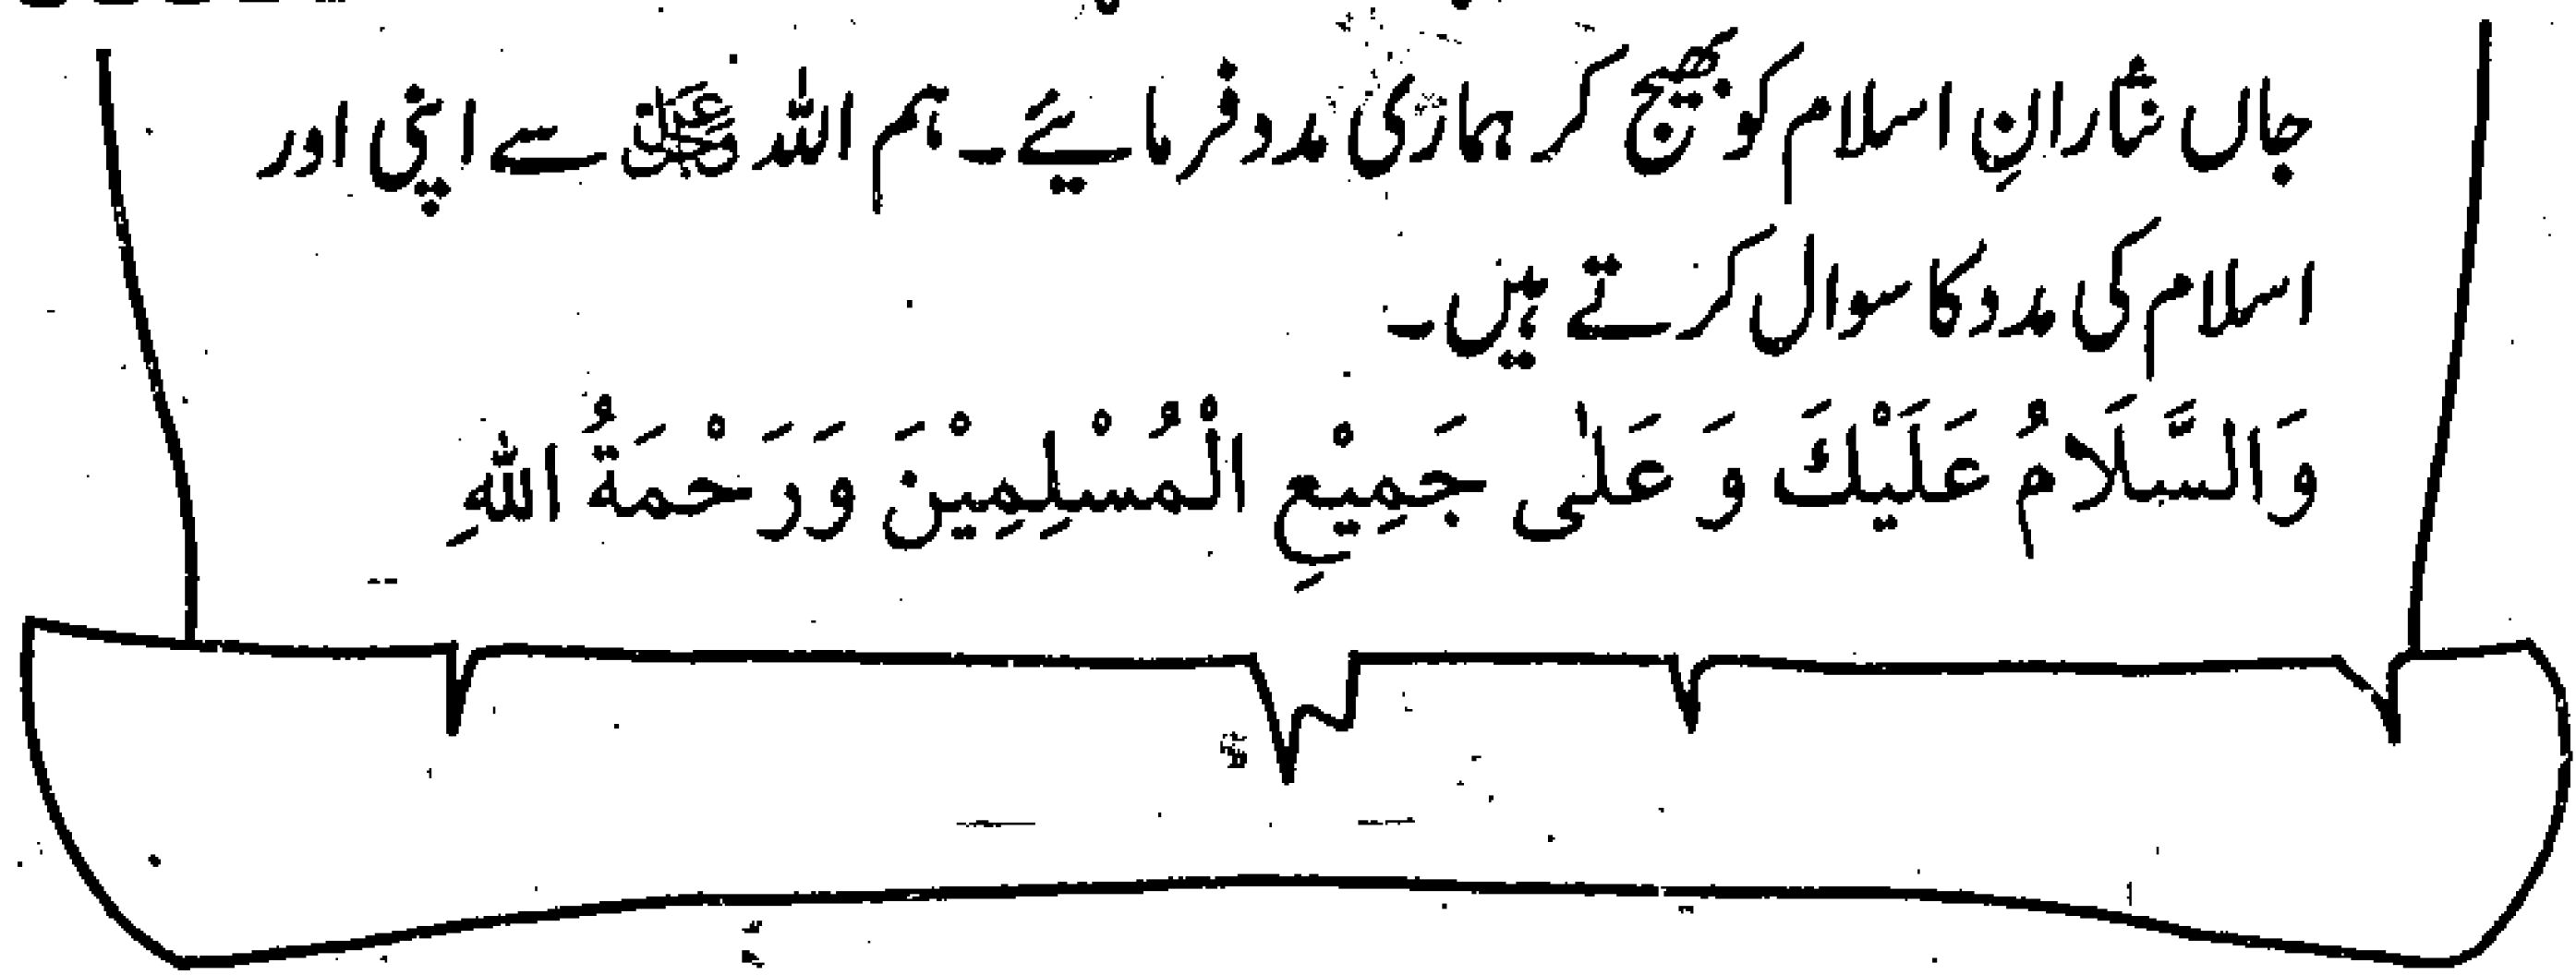 جاں نثارانِ اسلام کو بھیج کر ہماری مدد فرمایئے۔ ہم اللہ عَزَّوَجَلَّ سے اپنی اور
اسلام کی مدد کا سوال کرتے ہیں۔
وَالسَّلَامُ عَلَيْكَ وَ عَلٰى جَمِيْعِ الْمُسْلِمِيْنَ وَرَحْمَةُ اللهِ